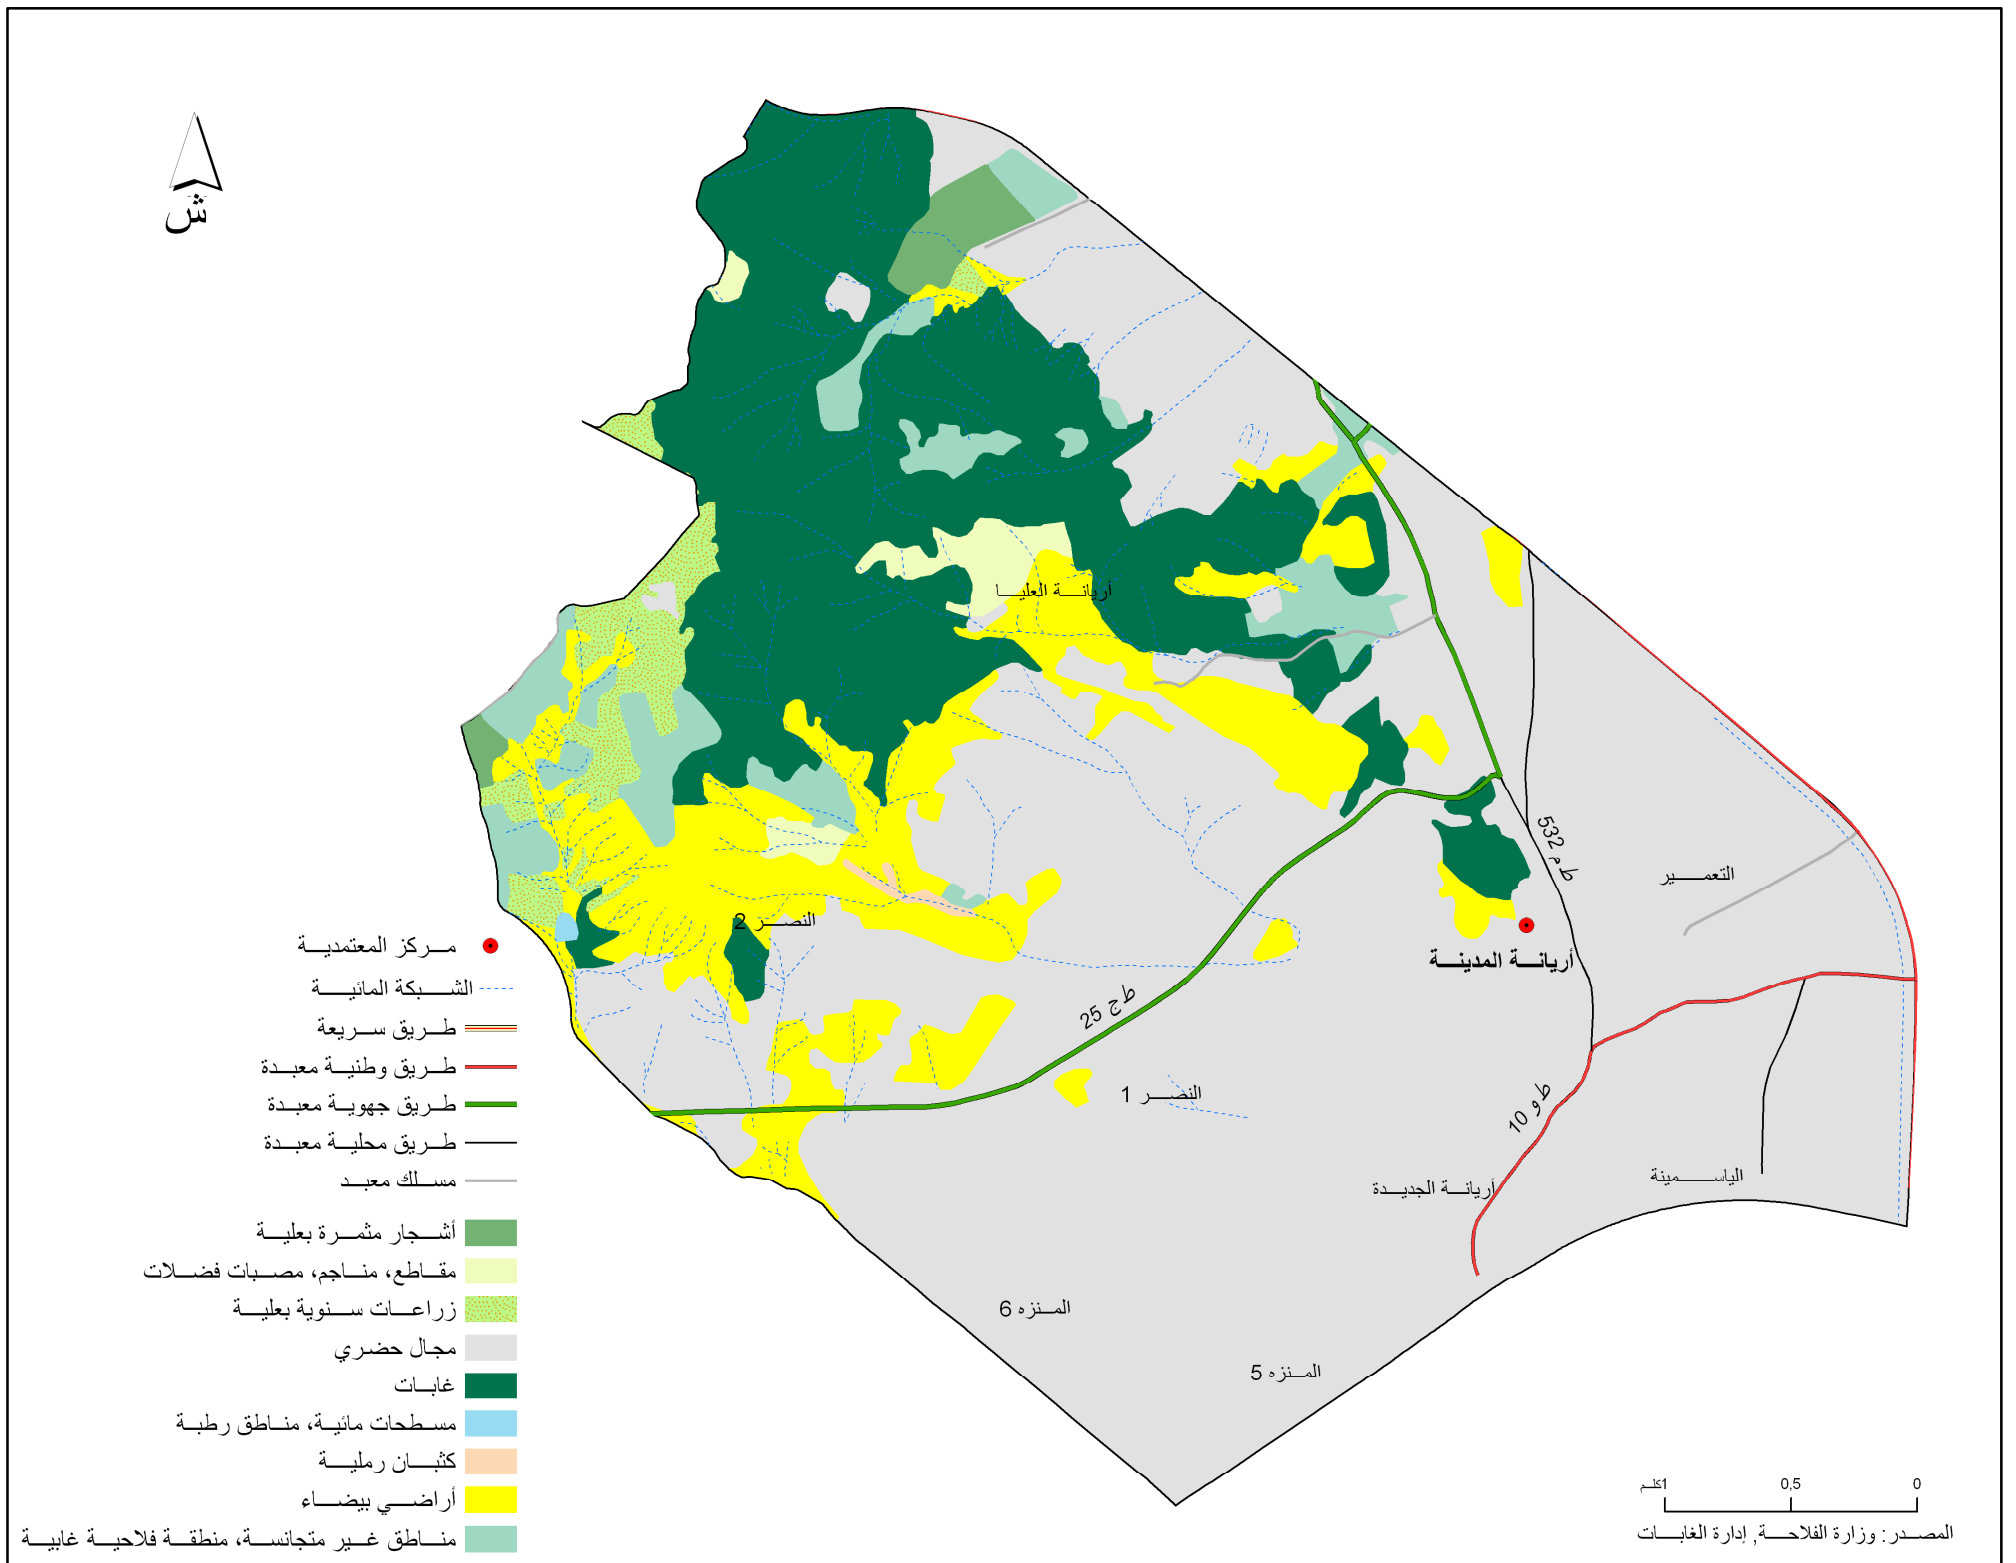 ش
أريانة العليا
ط م 532
التعمير
النصر 2
أريانة المدينة
ط ج 25
النصر 1
ط و 10
الياسمينة
أريانة الجديدة
المنزه 6
المنزه 5
مركز المعتمدية
الشبكة المائية
طريق سريعة
طريق وطنية معبدة
طريق جهوية معبدة
طريق محلية معبدة
مسلك معبد
أشجار مثمرة بعلية
مقاطع، مناجم، مصبات فضلات
زراعات سنوية بعلية
مجال حضري
غابات
مسطحات مائية، مناطق رطبة
كثبان رملية
أراضي بيضاء
مناطق غير متجانسة، منطقة فلاحية غابية
0 0,5 1كلم
المصدر: وزارة الفلاحة, إدارة الغابات